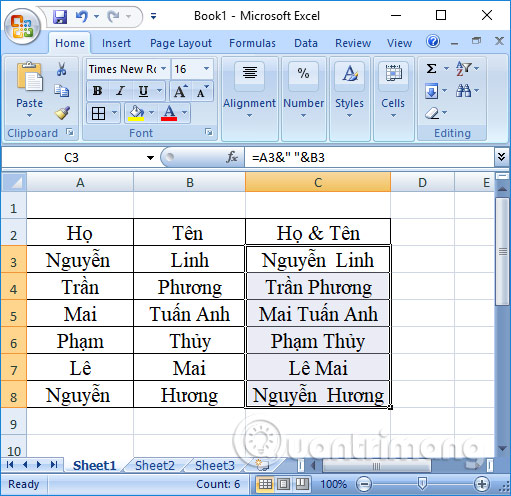 Book1 - Microsoft Excel
Home Insert Page Layout Formulas Data Review View Add-Ins
Paste
Clipboard
Times New Ro 16
B I U A A
A
Font
Alignment
Number
%
Styles
Cells
Σ A Z
Editing
C3 fx =A3&" "&B3
A B C D E
1
2 Họ Tên Họ & Tên
3 Nguyễn Linh Nguyễn  Linh
4 Trần Phương Trần Phương
5 Mai Tuấn Anh Mai Tuấn Anh
6 Phạm Thủy Phạm Thủy
7 Lê Mai Lê Mai
8 Nguyễn Hương Nguyễn  Hương
9
10
Quantrimang
Sheet1 Sheet2 Sheet3
Ready Count: 6 100%